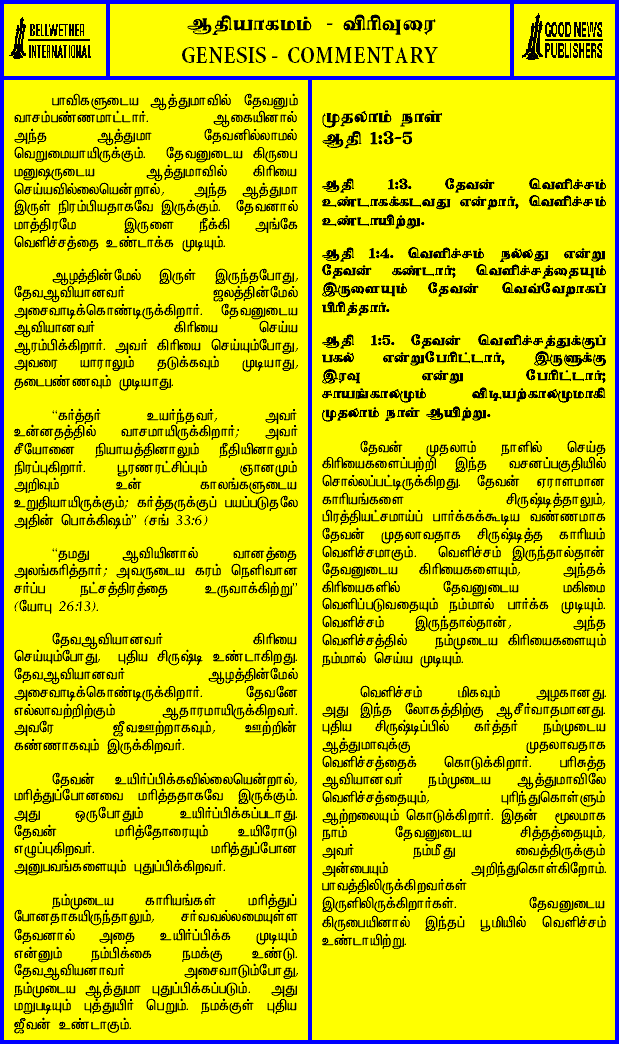 BELLWETHER
INTERNATIONAL
ஆதியாகமம் - விரிவுரை
GENESIS - COMMENTARY
GOOD NEWS
PUBLISHERS
பாவிகளுடைய ஆத்துமாவில் தேவனும்
வாசம்பண்ணமாட்டார். ஆகையினால்
அந்த ஆத்துமா தேவனில்லாமல்
வெறுமையாயிருக்கும். தேவனுடைய கிருபை
மனுஷருடைய ஆத்துமாவில் கிரியை
செய்யவில்லையென்றால், அந்த ஆத்துமா
இருள் நிரம்பியதாகவே இருக்கும். தேவனால்
மாத்திரமே இருளை நீக்கி அங்கே
வெளிச்சத்தை உண்டாக்க முடியும்.
ஆழத்தின்மேல் இருள் இருந்தபோது,
தேவஆவியானவர் ஜலத்தின்மேல்
அசைவாடிக்கொண்டிருக்கிறார். தேவனுடைய
ஆவியானவர் கிரியை செய்ய
ஆரம்பிக்கிறார். அவர் கிரியை செய்யும்போது,
அவரை யாராலும் தடுக்கவும் முடியாது,
தடைபண்ணவும் முடியாது.
“கர்த்தர் உயர்ந்தவர், அவர்
உன்னதத்தில் வாசமாயிருக்கிறார்; அவர்
சீயோனை நியாயத்தினாலும் நீதியினாலும்
நிரப்புகிறார். பூரணரட்சிப்பும் ஞானமும்
அறிவும் உன் காலங்களுடைய
உறுதியாயிருக்கும்; கர்த்தருக்குப் பயப்படுதலே
அதின் பொக்கிஷம்” (சங் 33:6)
“தமது ஆவியினால் வானத்தை
அலங்கரித்தார்; அவருடைய கரம் நெளிவான
சர்ப்ப நட்சத்திரத்தை உருவாக்கிற்று”
(யோபு 26:13).
தேவஆவியானவர் கிரியை
செய்யும்போது, புதிய சிருஷ்டி உண்டாகிறது.
தேவஆவியானவர் ஆழத்தின்மேல்
அசைவாடிக்கொண்டிருக்கிறார். தேவனே
எல்லாவற்றிற்கும் ஆதாரமாயிருக்கிறவர்.
அவரே ஜீவஊற்றாகவும், ஊற்றின்
கண்ணாகவும் இருக்கிறவர்.
தேவன் உயிர்ப்பிக்கவில்லையென்றால்,
மரித்துப்போனவை மரித்ததாகவே இருக்கும்.
அது ஒருபோதும் உயிர்ப்பிக்கப்படாது.
தேவன் மரித்தோரையும் உயிரோடு
எழுப்புகிறவர். மரித்துப்போன
அனுபவங்களையும் புதுப்பிக்கிறவர்.
நம்முடைய காரியங்கள் மரித்துப்
போனதாகயிருந்தாலும், சர்வவல்லமையுள்ள
தேவனால் அதை உயிர்ப்பிக்க முடியும்
என்னும் நம்பிக்கை நமக்கு உண்டு.
தேவஆவியனாவர் அசைவாடும்போது,
நம்முடைய ஆத்துமா புதுப்பிக்கப்படும். அது
மறுபடியும் புத்துயிர் பெறும். நமக்குள் புதிய
ஜீவன் உண்டாகும்.
முதலாம் நாள்
ஆதி 1:3-5
ஆதி 1:3. தேவன் வெளிச்சம்
உண்டாகக்கடவது என்றார், வெளிச்சம்
உண்டாயிற்று.
ஆதி 1:4. வெளிச்சம் நல்லது என்று
தேவன் கண்டார்; வெளிச்சத்தையும்
இருளையும் தேவன் வெவ்வேறாகப்
பிரித்தார்.
ஆதி 1:5. தேவன் வெளிச்சத்துக்குப்
பகல் என்றுபேரிட்டார், இருளுக்கு
இரவு என்று பேரிட்டார்;
சாயங்காலமும் விடியற்காலமுமாகி
முதலாம் நாள் ஆயிற்று.
தேவன் முதலாம் நாளில் செய்த
கிரியைகளைப்பற்றி இந்த வசனப்பகுதியில்
சொல்லப்பட்டிருக்கிறது. தேவன் ஏராளமான
காரியங்களை சிருஷ்டித்தாலும்,
பிரத்தியட்சமாய்ப் பார்க்கக்கூடிய வண்ணமாக
தேவன் முதலாவதாக சிருஷ்டித்த காரியம்
வெளிச்சமாகும். வெளிச்சம் இருந்தால்தான்
தேவனுடைய கிரியைகளையும், அந்தக்
கிரியைகளில் தேவனுடைய மகிமை
வெளிப்படுவதையும் நம்மால் பார்க்க முடியும்.
வெளிச்சம் இருந்தால்தான், அந்த
வெளிச்சத்தில் நம்முடைய கிரியைகளையும்
நம்மால் செய்ய முடியும்.
வெளிச்சம் மிகவும் அழகானது.
அது இந்த லோகத்திற்கு ஆசீர்வாதமானது.
புதிய சிருஷ்டிப்பில் கர்த்தர் நம்முடைய
ஆத்துமாவுக்கு முதலாவதாக
வெளிச்சத்தைக் கொடுக்கிறார். பரிசுத்த
ஆவியானவர் நம்முடைய ஆத்துமாவிலே
வெளிச்சத்தையும், புரிந்துகொள்ளும்
ஆற்றலையும் கொடுக்கிறார். இதன் மூலமாக
நாம் தேவனுடைய சித்தத்தையும்,
அவர் நம்மீது வைத்திருக்கும்
அன்பையும் அறிந்துகொள்கிறோம்.
பாவத்திலிருக்கிறவர்கள்
இருளிலிருக்கிறார்கள். தேவனுடைய
கிருபையினால் இந்தப் பூமியில் வெளிச்சம்
உண்டாயிற்று.